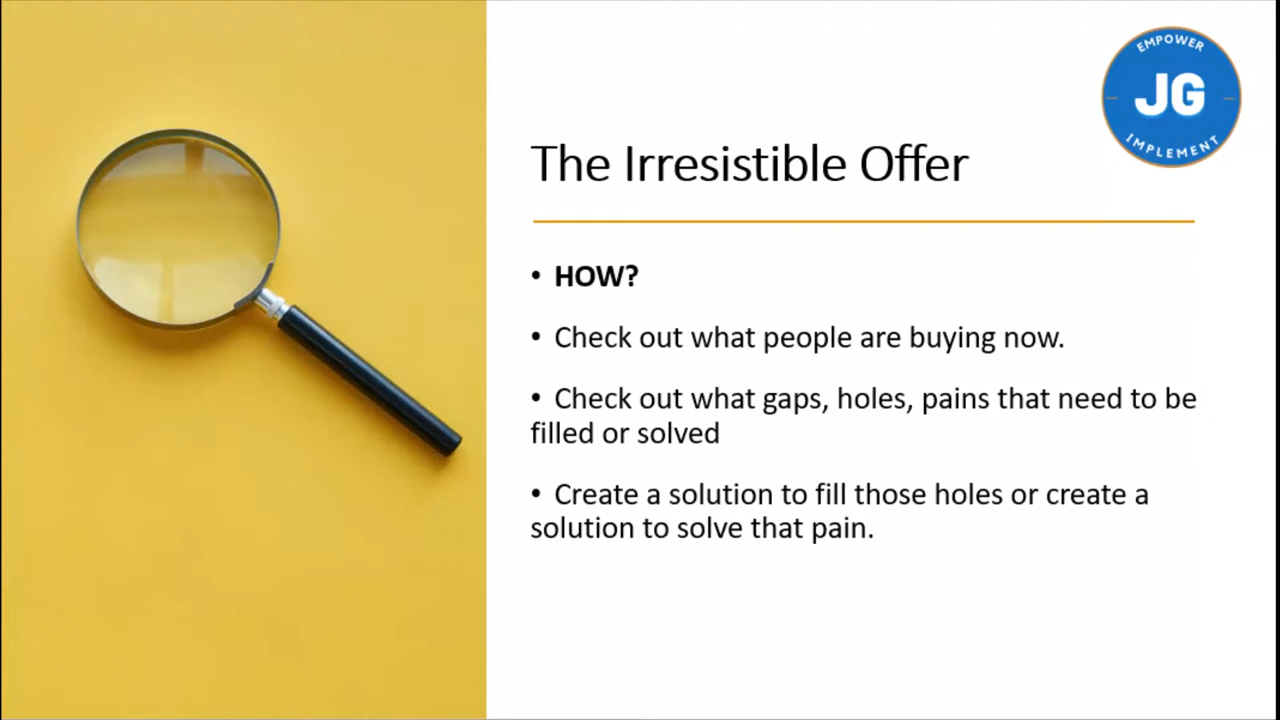 EMPOWER
JG
IMPLEMENT
The Irresistible Offer
• HOW?
• Check out what people are buying now.
• Check out what gaps, holes, pains that need to be
filled or solved
• Create a solution to fill those holes or create a
solution to solve that pain.